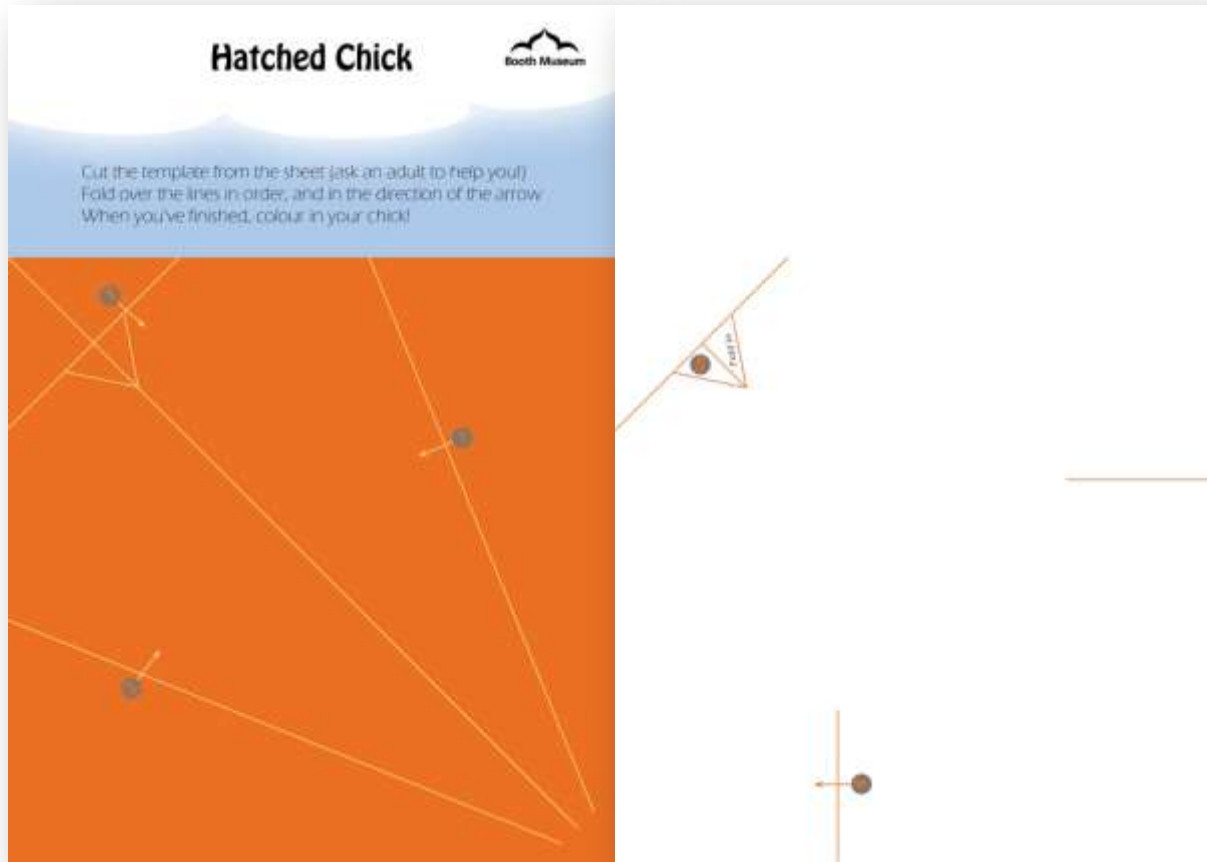 Hatched Chick
Booth Museum
Cut the template from the sheet (ask an adult to help you!)
Fold over the lines in order, and in the direction of the arrow
When you've finished, colour in your chick!
Fold in